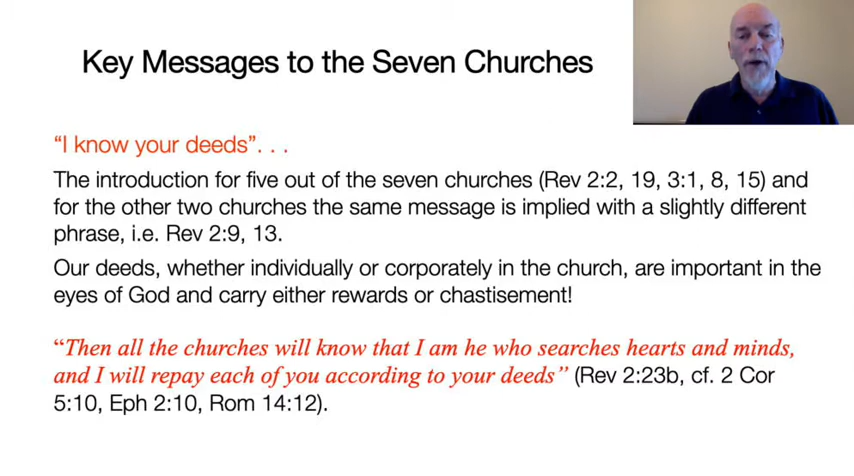 Key Messages to the Seven Churches
“I know your deeds”. . .
The introduction for five out of the seven churches (Rev 2:2, 19, 3:1, 8, 15) and
for the other two churches the same message is implied with a slightly different
phrase, i.e. Rev 2:9, 13.
Our deeds, whether individually or corporately in the church, are important in the
eyes of God and carry either rewards or chastisement!
“Then all the churches will know that I am he who searches hearts and minds,
and I will repay each of you according to your deeds” (Rev 2:23b, cf. 2 Cor
5:10, Eph 2:10, Rom 14:12).